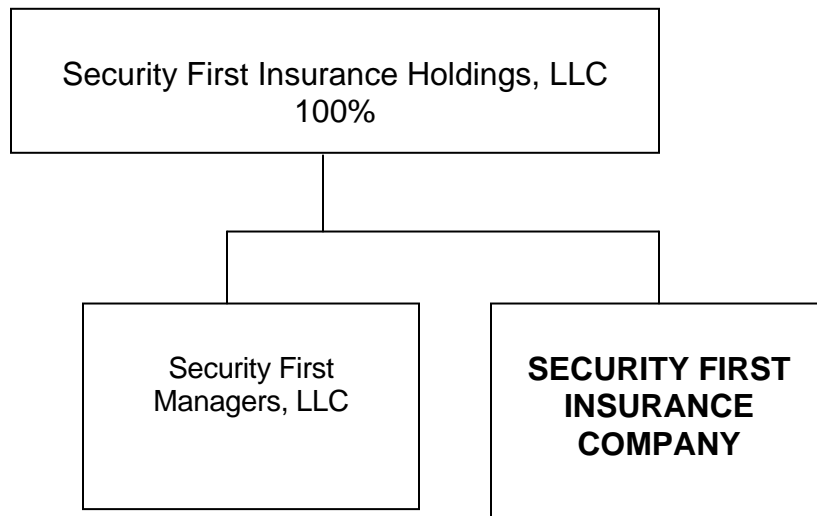 Security First Insurance Holdings, LLC
100%
Security First
Managers, LLC
SECURITY FIRST
INSURANCE
COMPANY